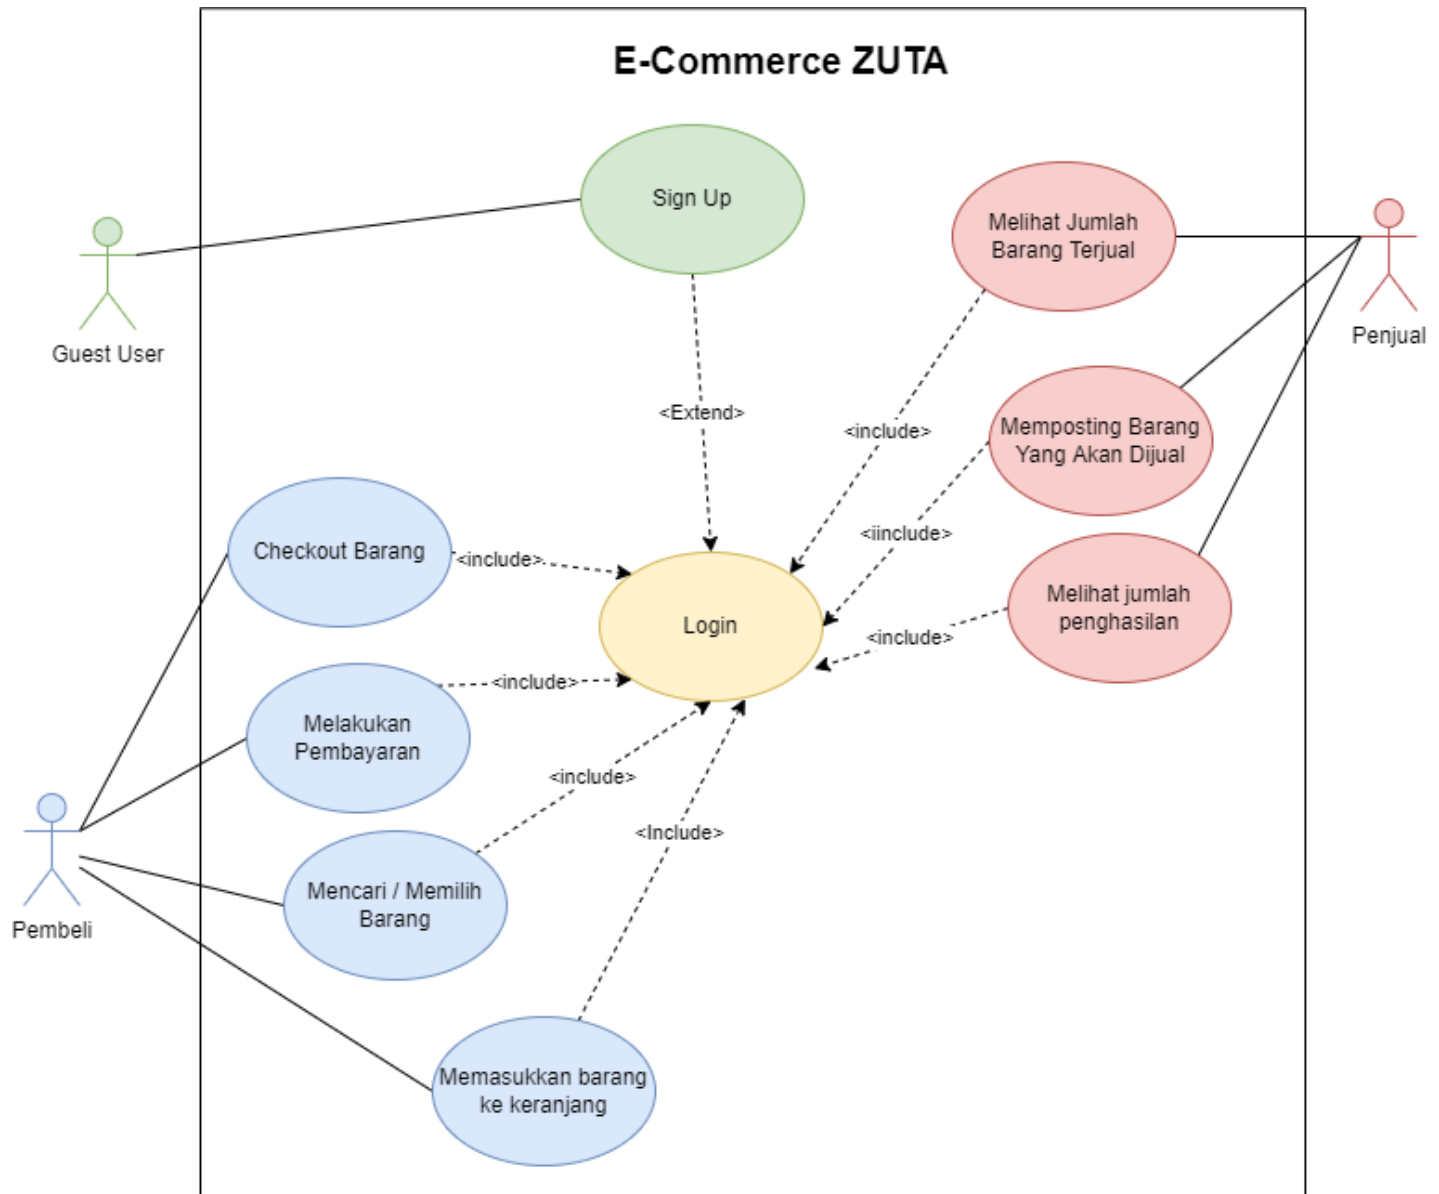 E-Commerce ZUTA
Sign Up
Melihat Jumlah
Barang Terjual
Guest User
Penjual
<Extend>
<include>
Memposting Barang
Yang Akan Dijual
<iinclude>
Checkout Barang
<include>
Login
Melihat jumlah
penghasilan
<include>
<include>
Melakukan
Pembayaran
<include>
<Include>
Mencari / Memilih
Barang
Pembeli
Memasukkan barang
ke keranjang